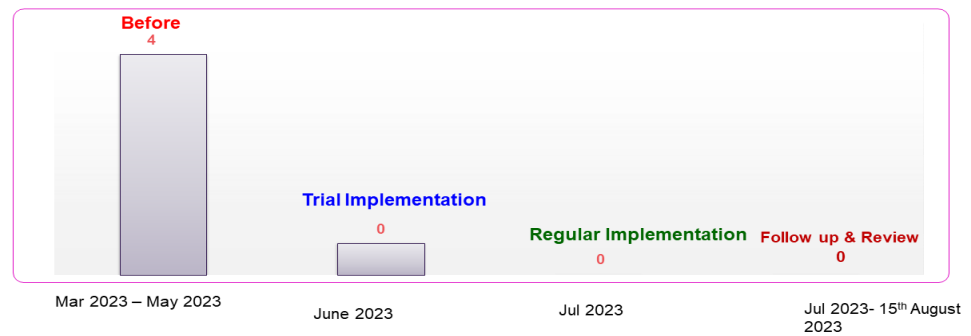 Before
4
Trial Implementation
0
Regular Implementation
0
Follow up & Review
0
Mar 2023 – May 2023
June 2023
Jul 2023
Jul 2023- 15th August
2023